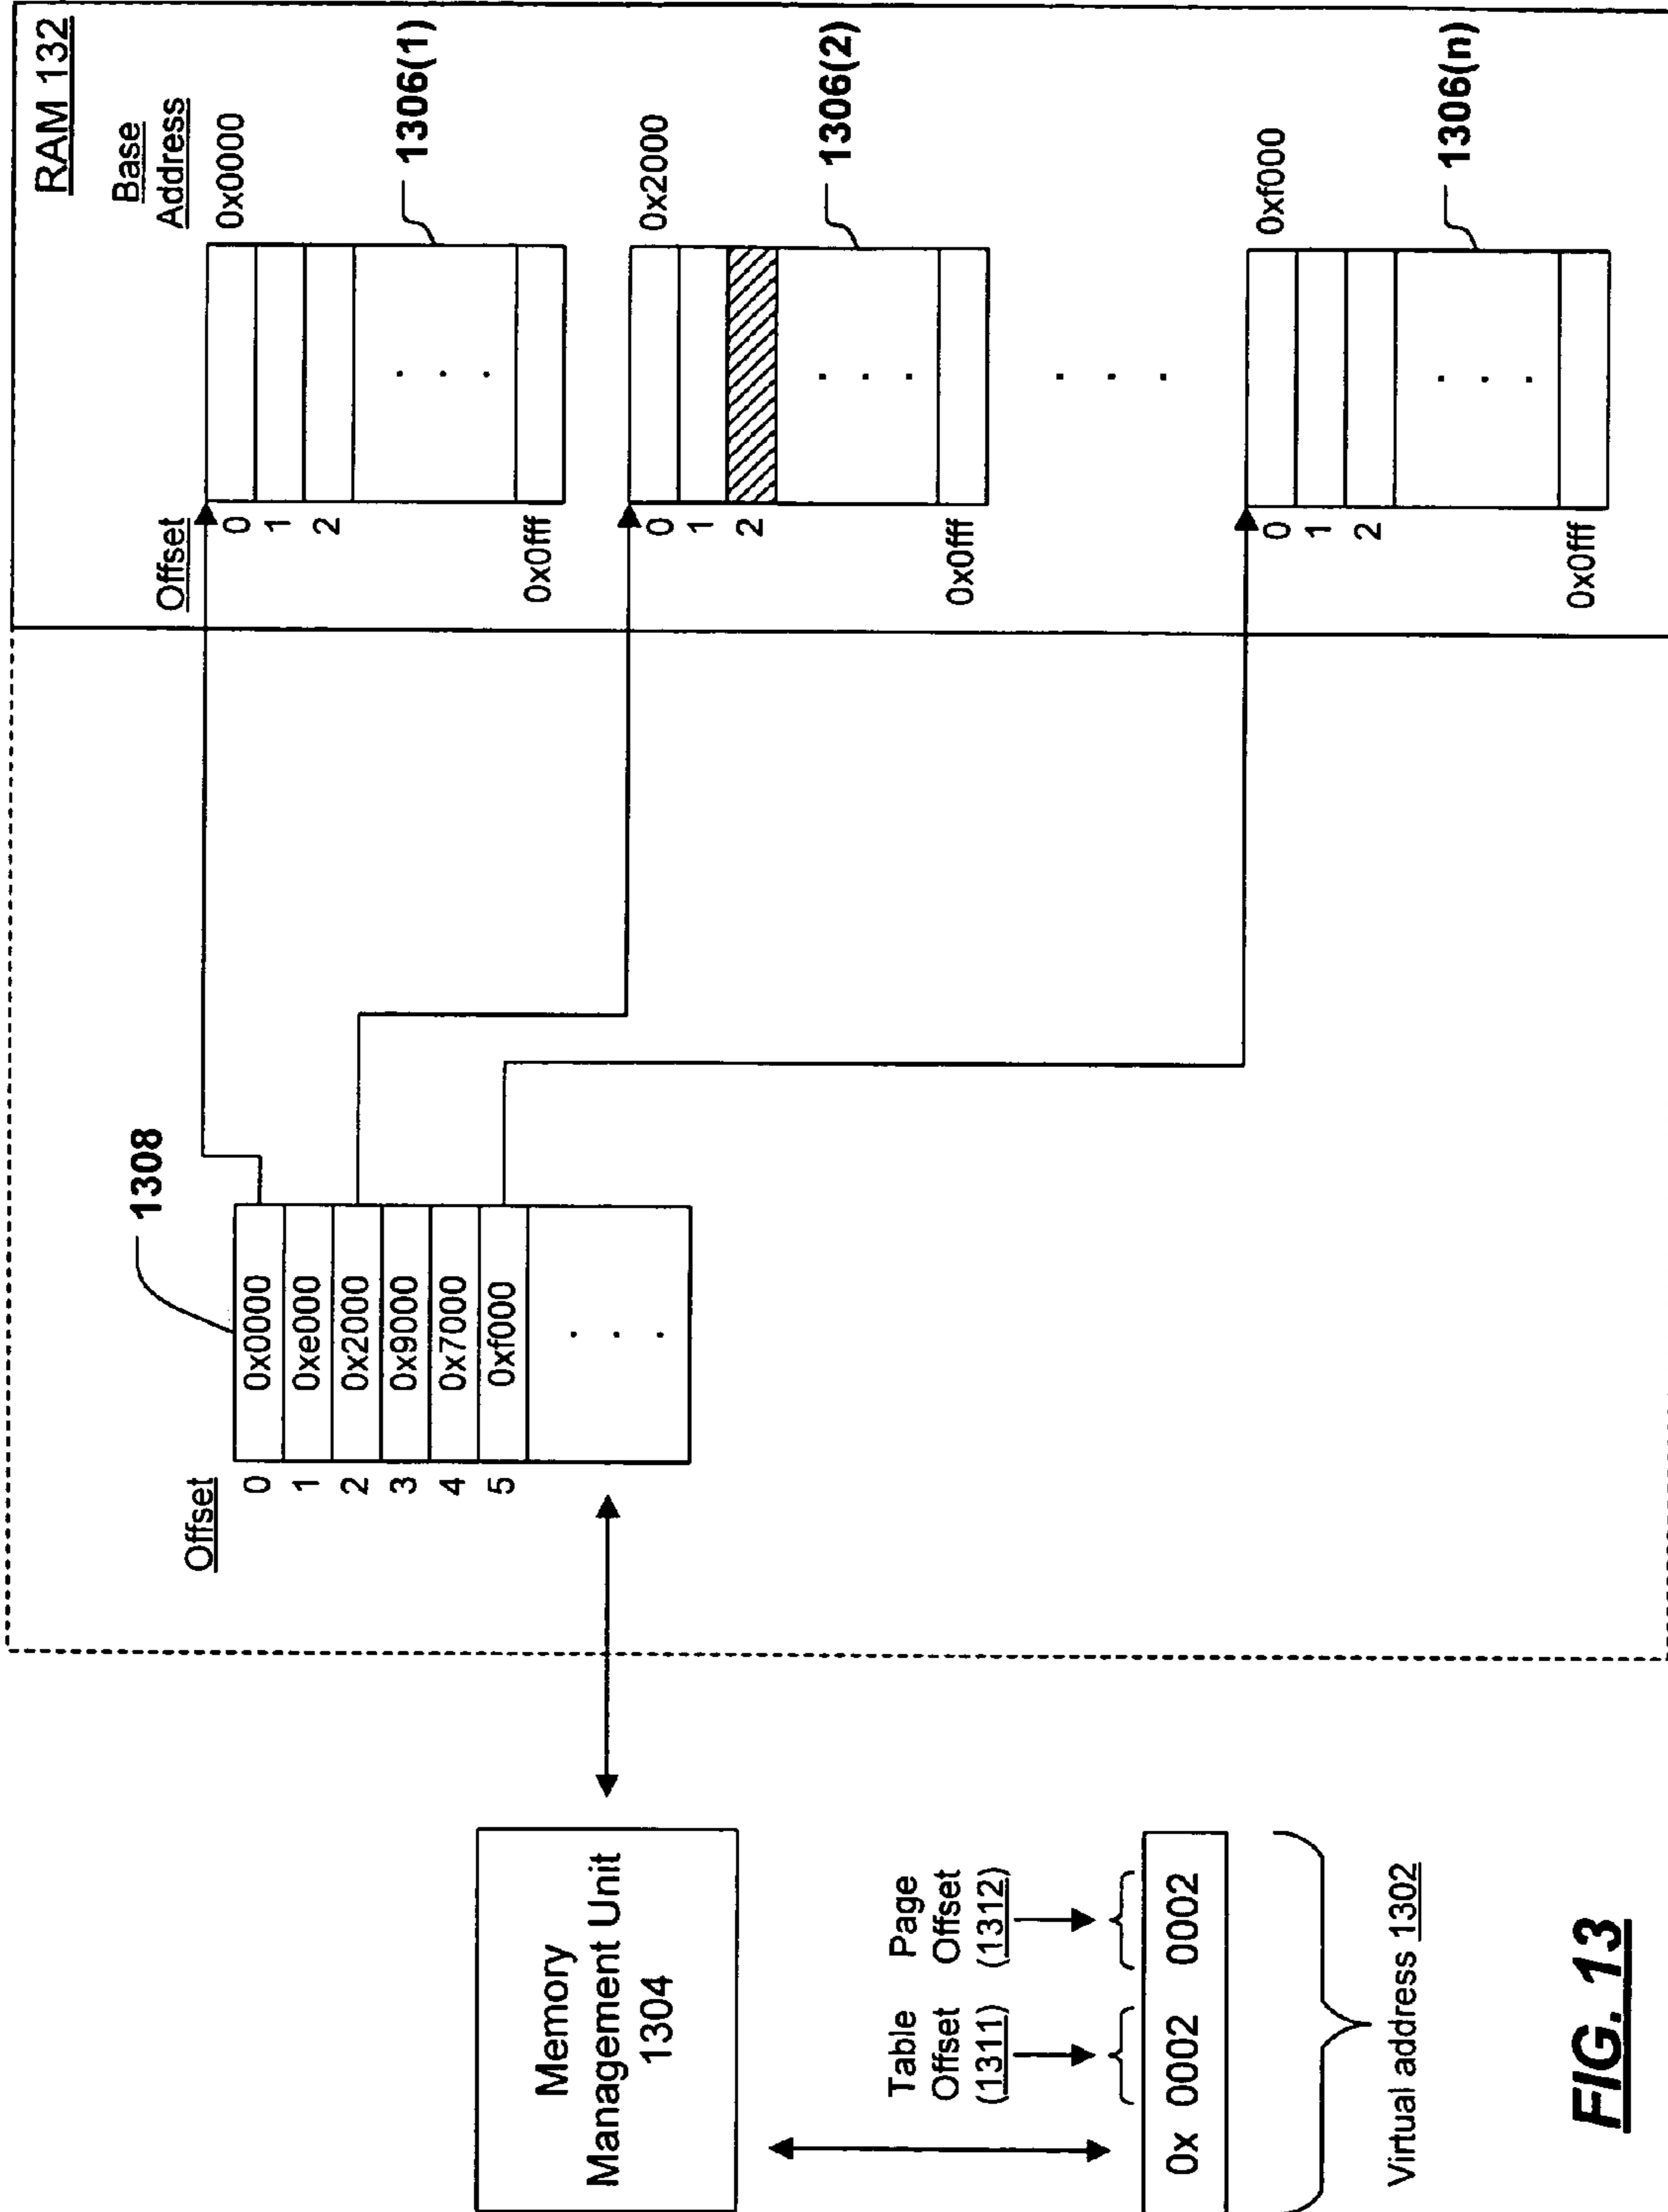 RAM 132
Base
Address
Offset
0x0000
0
1
2
. . .
0x0fff
1306(1)
0x2000
0
1
2
. . .
0x0fff
1306(2)
. . .
0xf000
0
1
2
. . .
0x0fff
1306(n)
1308
Offset
0 0x0000
1 0xe000
2 0x2000
3 0x9000
4 0x7000
5 0xf000
. . .
Memory
Management Unit
1304
Table
Offset
(1311)
Page
Offset
(1312)
0x 0002 0002
Virtual address 1302
FIG. 13